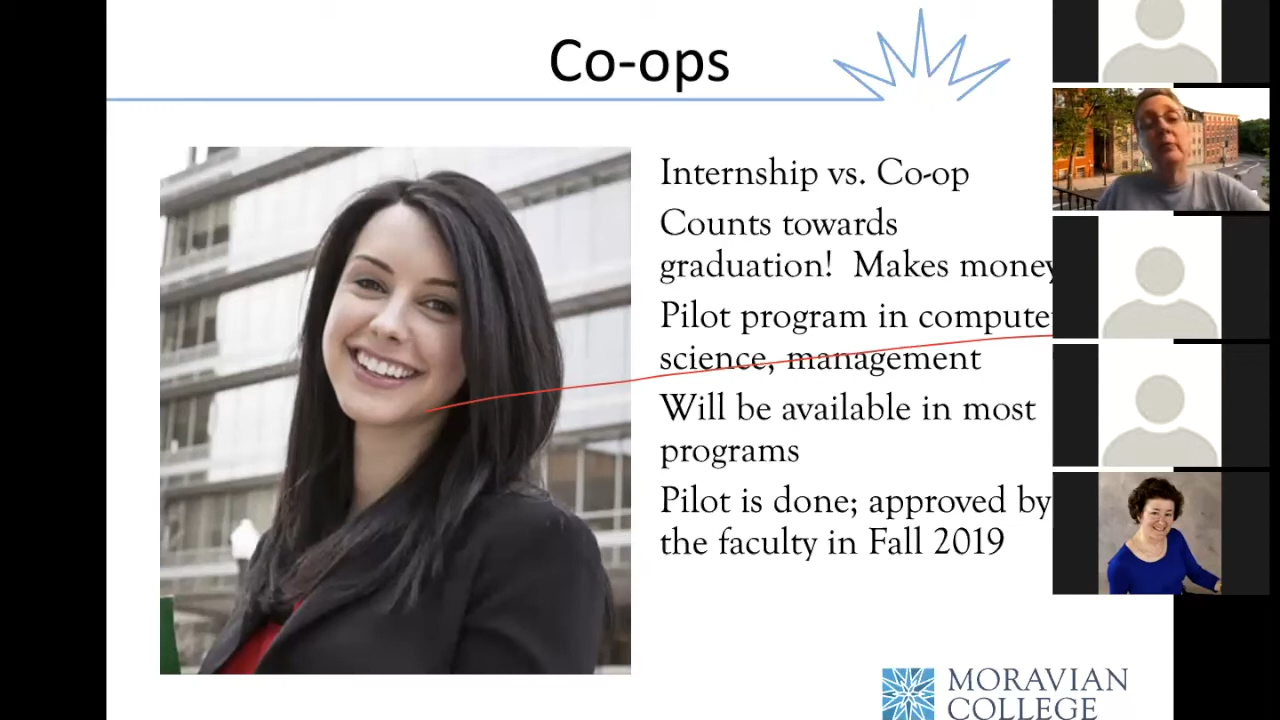 Co-ops
Internship vs. Co-op
Counts towards
graduation!  Makes money
Pilot program in compute
science, management
Will be available in most
programs
Pilot is done; approved by
the faculty in Fall 2019
MORAVIAN
COLLEGE